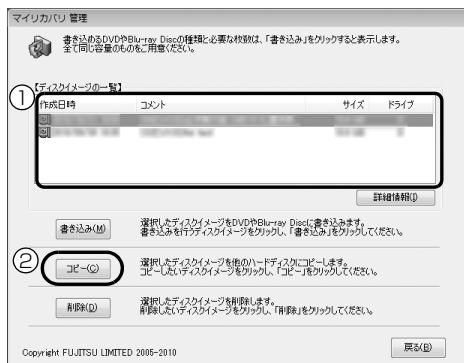 マイリカバリ 管理
書き込めるDVDやBlu-ray Discの種類と必要な枚数は、「書き込み」をクリックすると表示します。
全て同じ容量のものをご用意ください。
【ディスクイメージの一覧】
①
作成日時 コメント サイズ ドライブ
詳細情報(I)
書き込み(M)
選択したディスクイメージをDVDやBlu-ray Discに書き込みます。
書き込みを行うディスクイメージをクリックし、「書き込み」をクリックしてください。
②
コピー(C)
選択したディスクイメージを他のハードディスクにコピーします。
コピーしたいディスクイメージをクリックし、「コピー」をクリックしてください。
削除(D)
選択したディスクイメージを削除します。
削除したいディスクイメージをクリックし、「削除」をクリックしてください。
Copyright FUJITSU LIMITED 2005-2010
戻る(B)